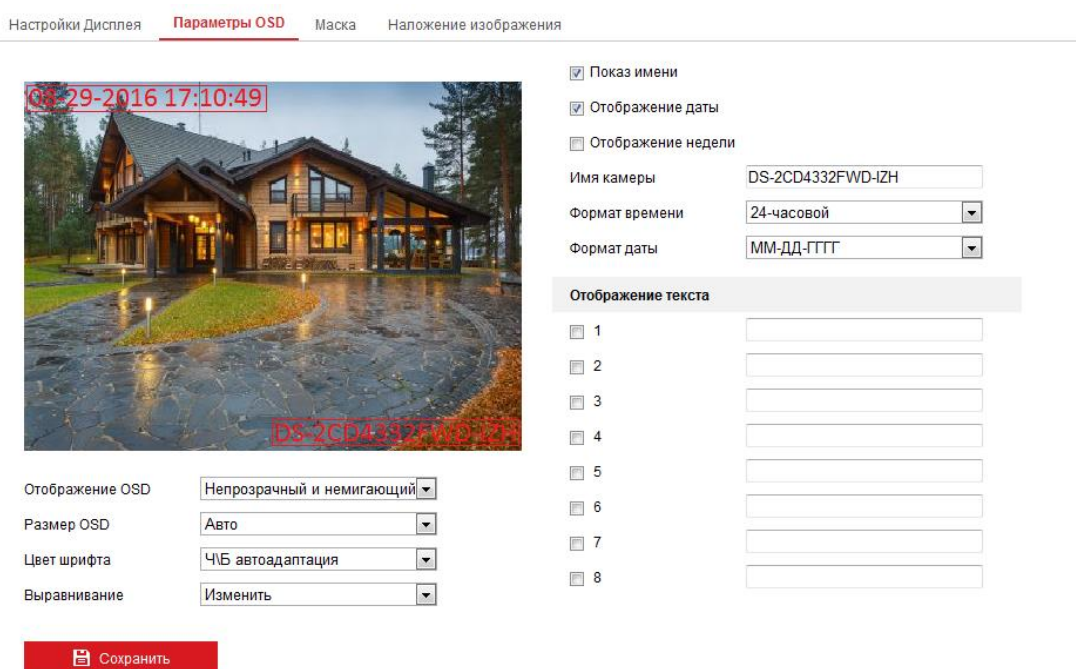 Настройки Дисплея Параметры OSD Маска Наложение изображения
08-29-2016 17:10:49
DS-2CD4332FWD-IZH
Отображение OSD Непрозрачный и немигающий
Размер OSD Авто
Цвет шрифта Ч\Б автоадаптация
Выравнивание Изменить
Сохранить
Показ имени
Отображение даты
Отображение недели
Имя камеры DS-2CD4332FWD-IZH
Формат времени 24-часовой
Формат даты ММ-ДД-ГГГГ
Отображение текста
1
2
3
4
5
6
7
8